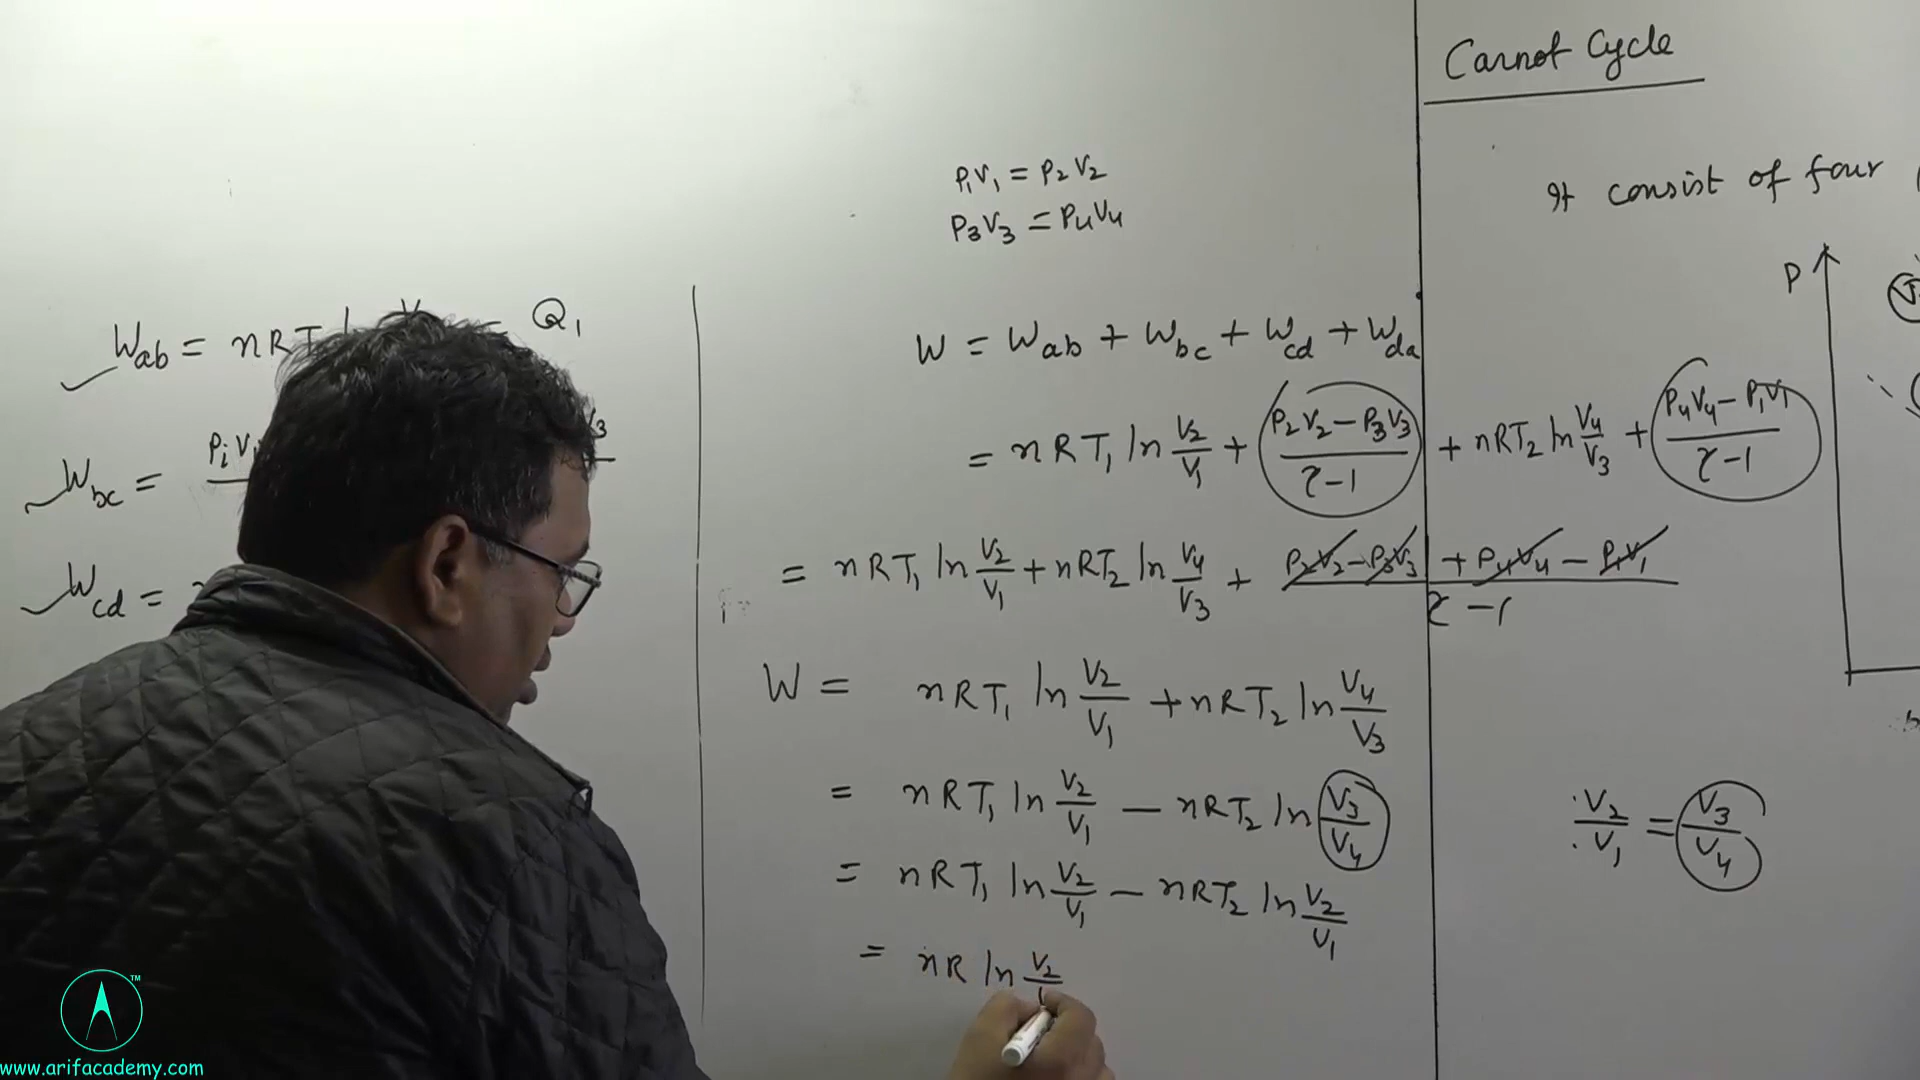 W_ab = nRT = Q₁
W_bc = PᵢV
W_cd =
P₁V₁ = P₂V₂
P₃V₃ = P₄V₄
W = W_ab + W_bc + W_cd + W_da
= nRT₁ ln V₂/V₁ + (P₂V₂ – P₃V₃)/(γ–1) + nRT₂ ln V₄/V₃ + (P₄V₄ – P₁V₁)/(γ–1)
= nRT₁ ln V₂/V₁ + nRT₂ ln V₄/V₃ + (P₂V₂ – P₃V₃ + P₄V₄ – P₁V₁)/(γ–1)
W = nRT₁ ln V₂/V₁ + nRT₂ ln V₄/V₃
= nRT₁ ln V₂/V₁ – nRT₂ ln V₃/V₄
= nRT₁ ln V₂/V₁ – nRT₂ ln V₂/V₁
= nR ln V₂/
Carnot Cycle
It consist of four
P
V₂/V₁ = V₃/V₄
TM
www.arifacademy.com